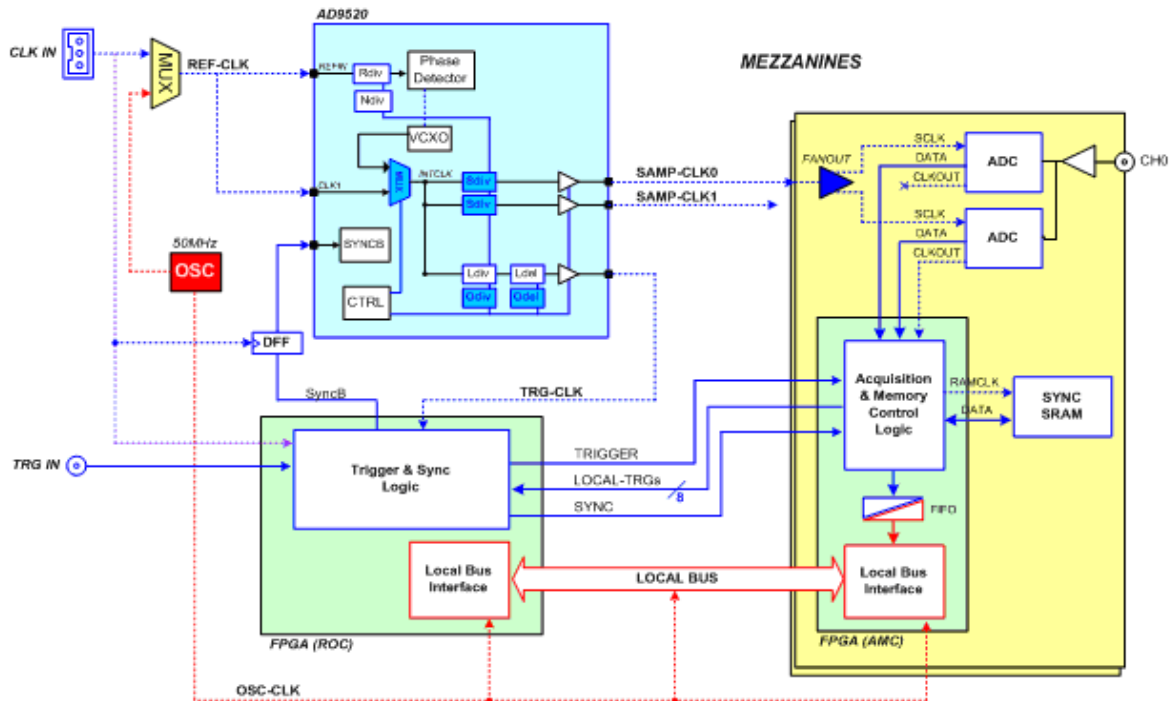 AD9520
CLK IN
MUX
REF-CLK
REFIN
Rdiv
Phase
Detector
Ndiv
VCXO
MUX
INTCLK
CLK1
Sdiv
Sdiv
SYNCB
Ldiv
Ldel
Odiv
Odel
CTRL
50MHz
OSC
DFF
SyncB
TRG-CLK
SAMP-CLK0
SAMP-CLK1
MEZZANINES
FANOUT
SCLK
DATA
CLKOUT
ADC
CH0
SCLK
DATA
CLKOUT
ADC
TRG IN
Trigger & Sync
Logic
TRIGGER
LOCAL-TRGs
8
SYNC
Acquisition
& Memory
Control
Logic
RAMCLK
DATA
SYNC
SRAM
FIFO
Local Bus
Interface
LOCAL BUS
Local Bus
Interface
FPGA (ROC)
FPGA (AMC)
OSC-CLK